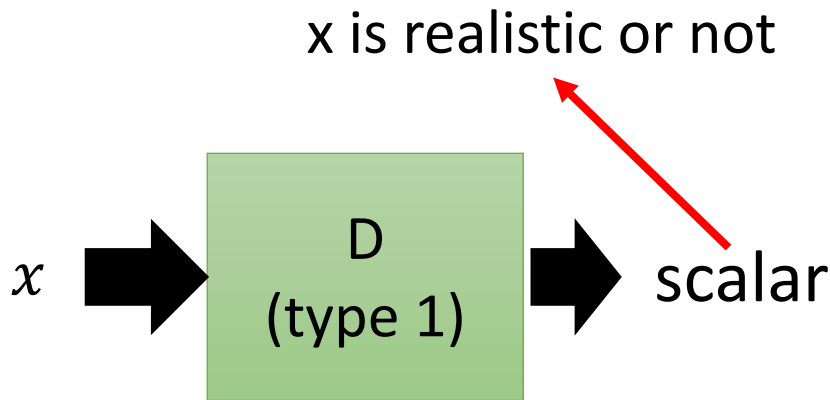 x is realistic or not
D
x
(type 1)
scalar